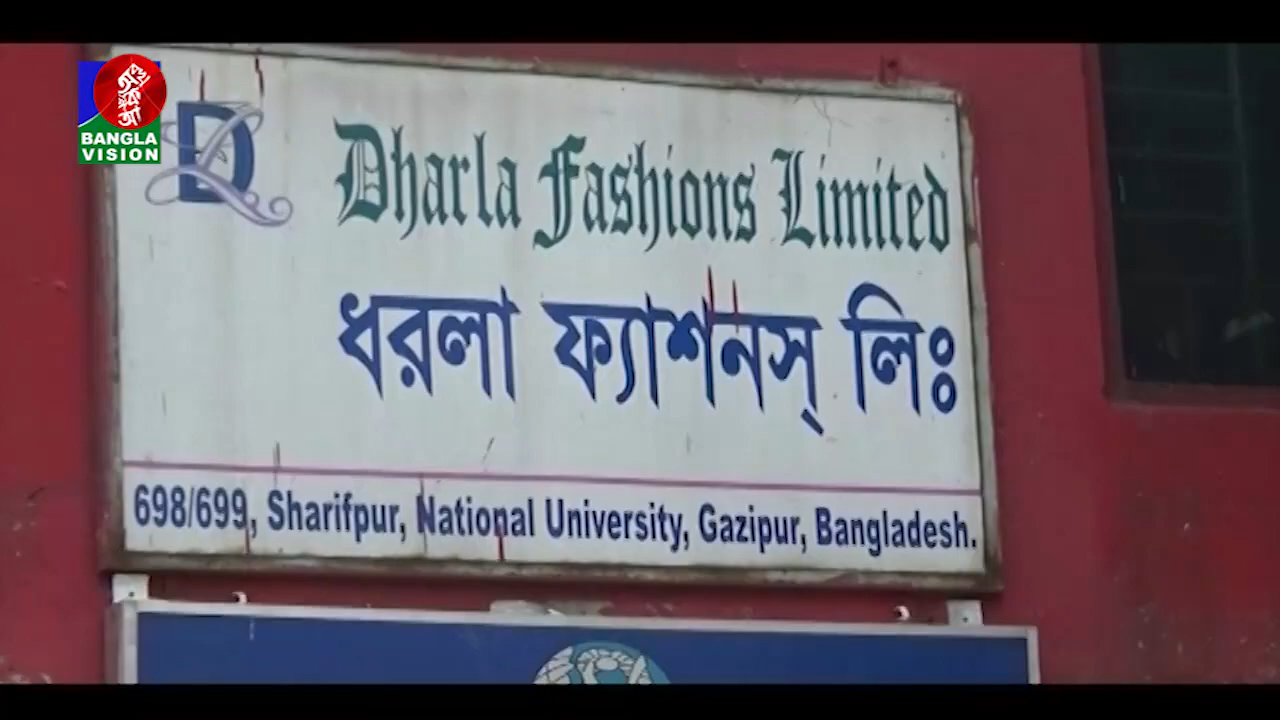 BANGLA
VISION
Dharla Fashions Limited
ধরলা ফ্যাশনস্ লিঃ
698/699, Sharifpur, National University, Gazipur, Bangladesh.